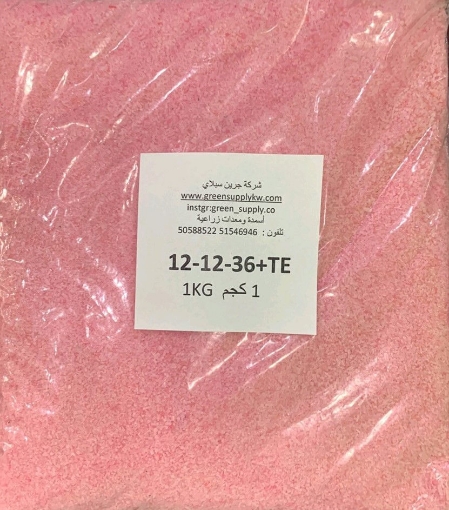 شركة جرين سبلاي
www.greensupplykw.com
instgr:green_supply.co
أسمدة ومعدات زراعية
تلفون : 51546946 50588522
12-12-36+TE
1 كجم 1KG